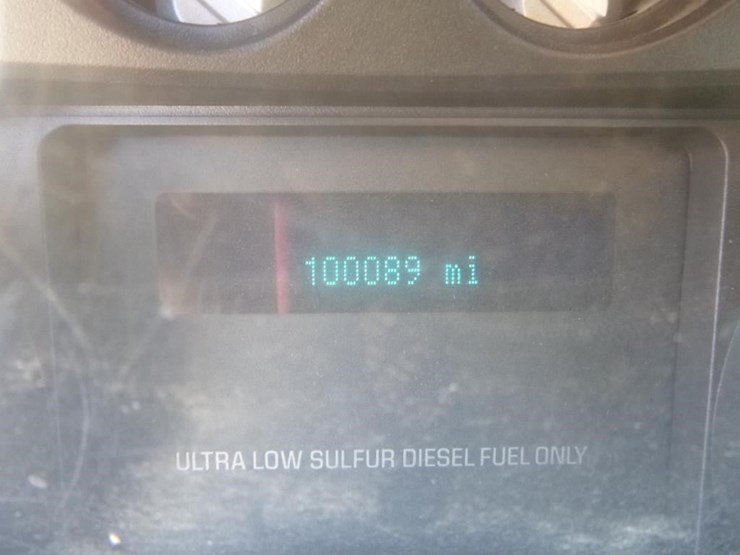 100089 mi
ULTRA LOW SULFUR DIESEL FUEL ONLY